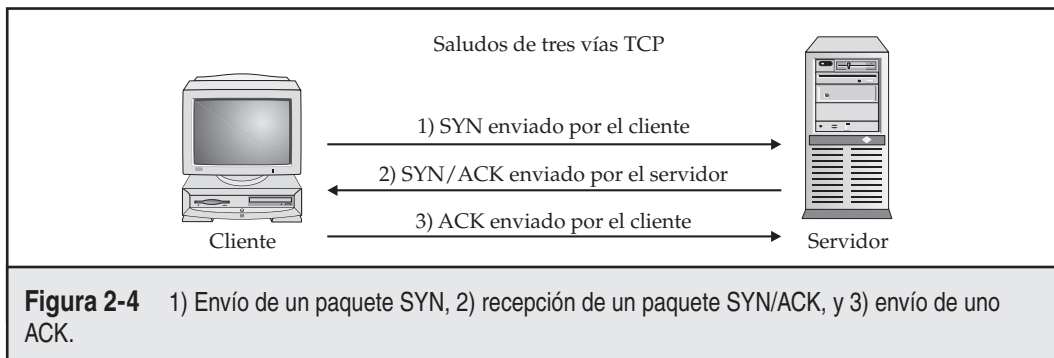 Saludos de tres vías TCP
1) SYN enviado por el cliente
2) SYN/ACK enviado por el servidor
3) ACK enviado por el cliente
Cliente
Servidor
Figura 2-4 1) Envío de un paquete SYN, 2) recepción de un paquete SYN/ACK, y 3) envío de uno
ACK.